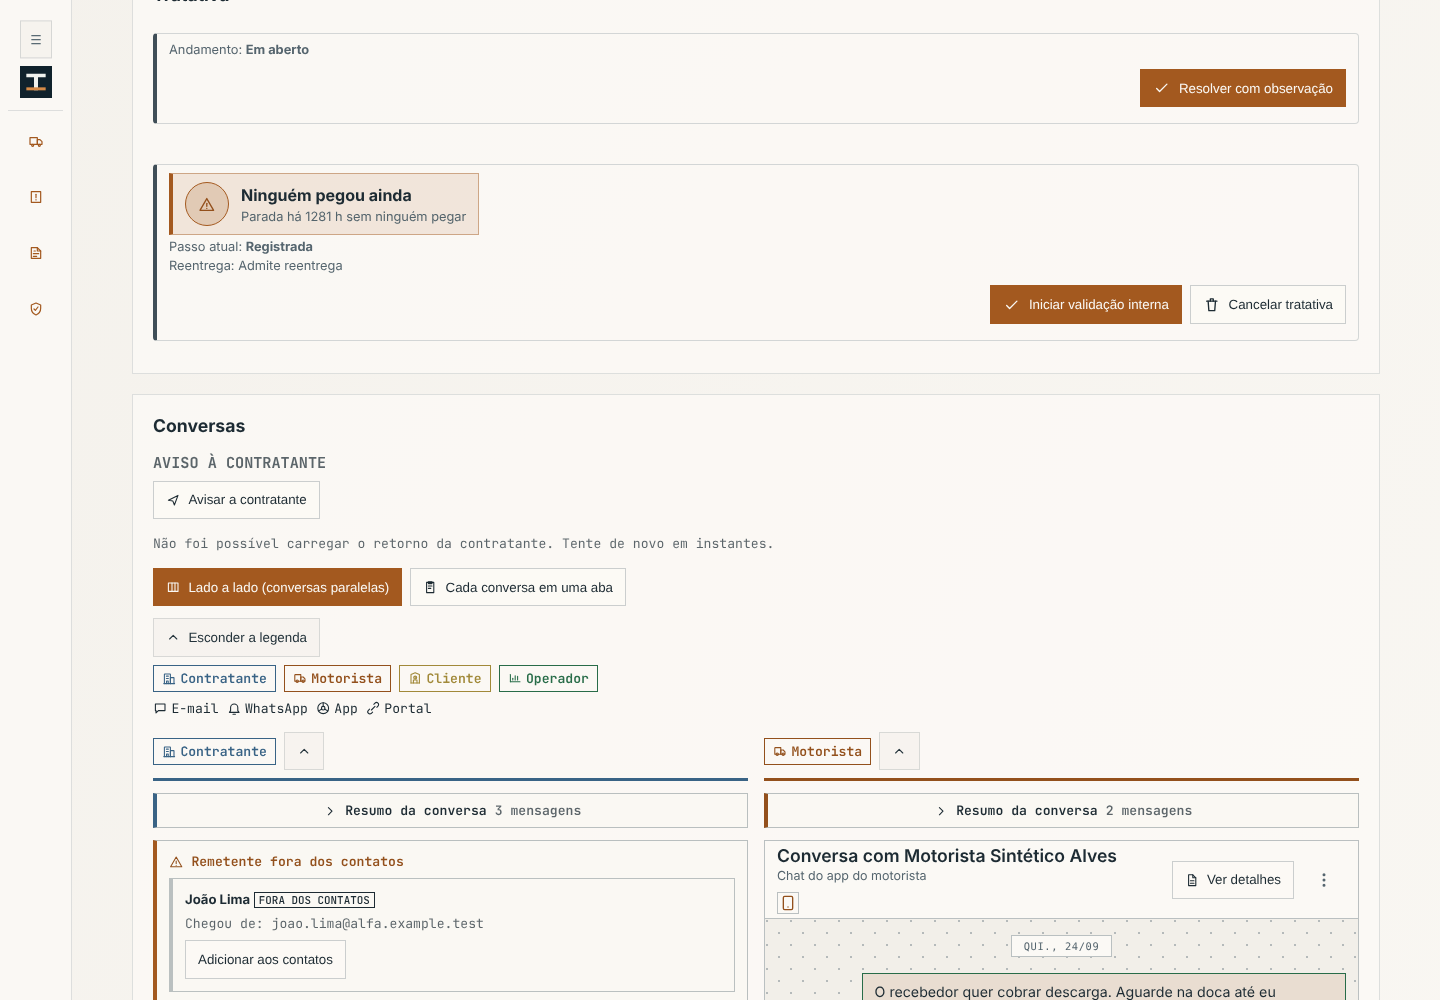 Andamento: Em aberto
Resolver com observação
Ninguém pegou ainda
Parada há 1281 h sem ninguém pegar
Passo atual: Registrada
Reentrega: Admite reentrega
Iniciar validação interna
Cancelar tratativa
Conversas
AVISO À CONTRATANTE
Avisar a contratante
Não foi possível carregar o retorno da contratante. Tente de novo em instantes.
Lado a lado (conversas paralelas)
Cada conversa em uma aba
Esconder a legenda
Contratante Motorista Cliente Operador
E-mail WhatsApp App Portal
Contratante
Resumo da conversa 3 mensagens
Remetente fora dos contatos
João Lima FORA DOS CONTATOS
Chegou de: joao.lima@alfa.example.test
Adicionar aos contatos
Motorista
Resumo da conversa 2 mensagens
Conversa com Motorista Sintético Alves
Chat do app do motorista
Ver detalhes
QUI., 24/09
O recebedor quer cobrar descarga. Aguarde na doca até eu